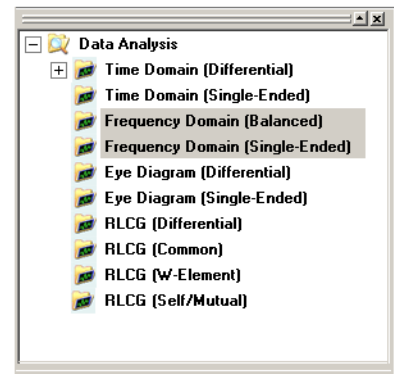 Data Analysis
Time Domain (Differential)
Time Domain (Single-Ended)
Frequency Domain (Balanced)
Frequency Domain (Single-Ended)
Eye Diagram (Differential)
Eye Diagram (Single-Ended)
RLCG (Differential)
RLCG (Common)
RLCG (W-Element)
RLCG (Self/Mutual)